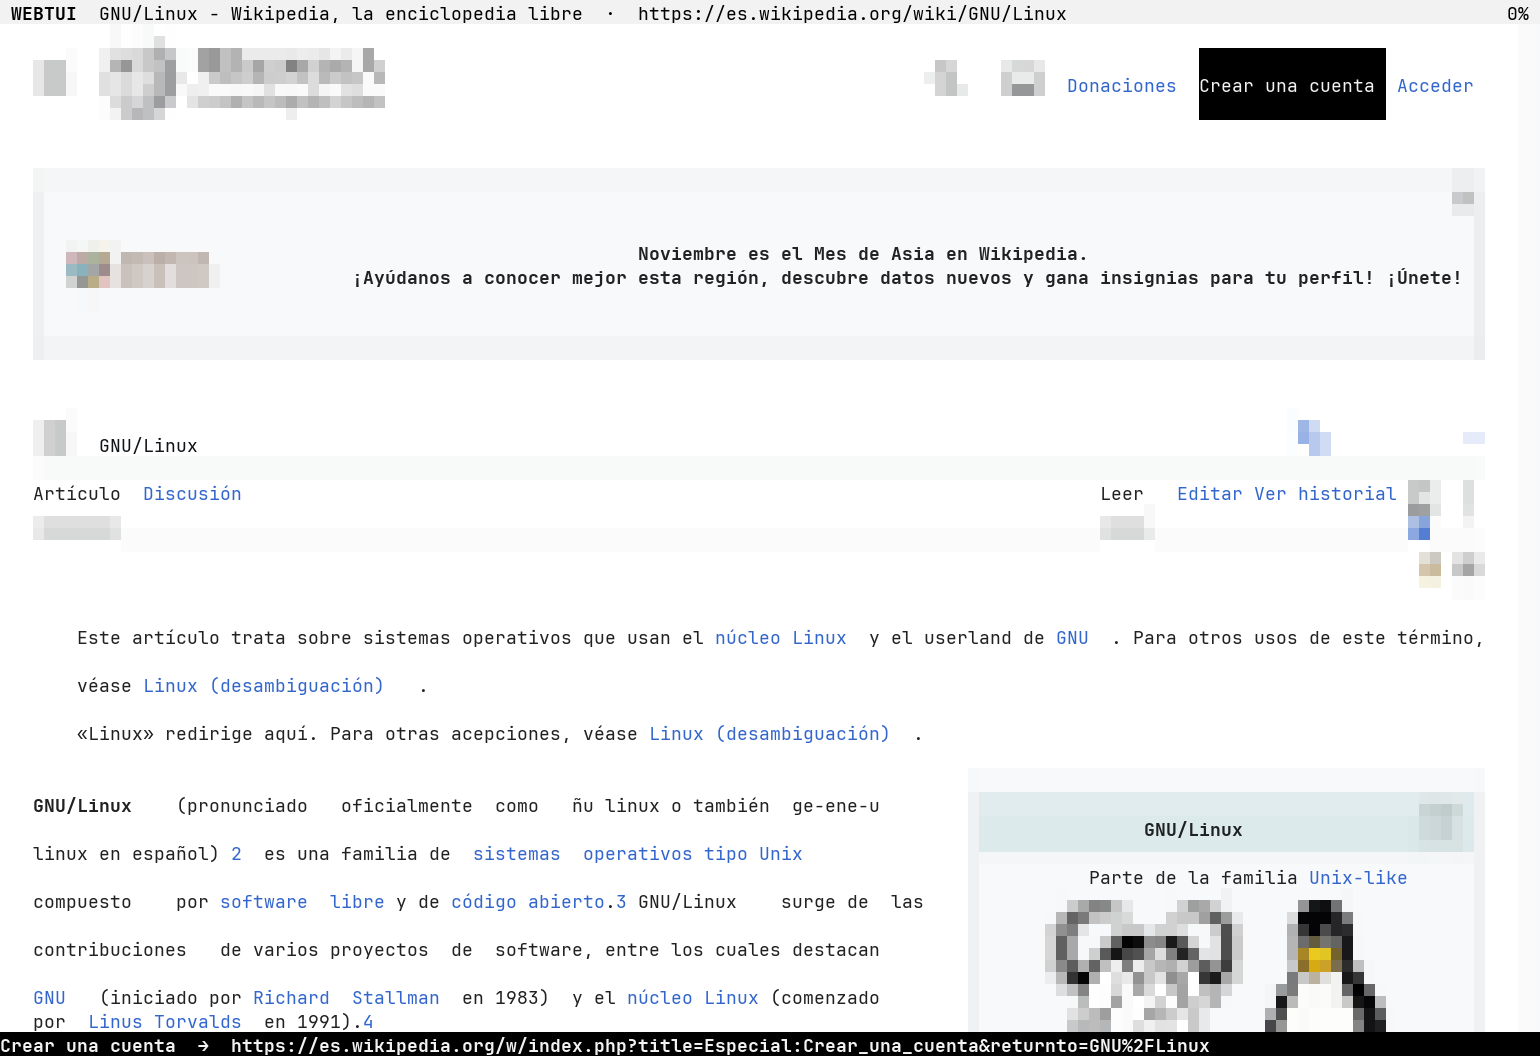 WEBTUI  GNU/Linux - Wikipedia, la enciclopedia libre  ·  https://es.wikipedia.org/wiki/GNU/Linux 0%
Donaciones Crear una cuenta Acceder
Noviembre es el Mes de Asia en Wikipedia.
¡Ayúdanos a conocer mejor esta región, descubre datos nuevos y gana insignias para tu perfil! ¡Únete!
GNU/Linux
Artículo Discusión Leer Editar Ver historial
Este artículo trata sobre sistemas operativos que usan el núcleo Linux y el userland de GNU . Para otros usos de este término,
véase Linux (desambiguación) .
«Linux» redirige aquí. Para otras acepciones, véase Linux (desambiguación) .
GNU/Linux (pronunciado oficialmente como ñu linux o también ge-ene-u
linux en español) 2 es una familia de sistemas operativos tipo Unix
compuesto por software libre y de código abierto.3 GNU/Linux surge de las
contribuciones de varios proyectos de software, entre los cuales destacan
GNU (iniciado por Richard Stallman en 1983) y el núcleo Linux (comenzado
por Linus Torvalds en 1991).4
GNU/Linux
Parte de la familia Unix-like
Crear una cuenta → https://es.wikipedia.org/w/index.php?title=Especial:Crear_una_cuenta&returnto=GNU%2FLinux